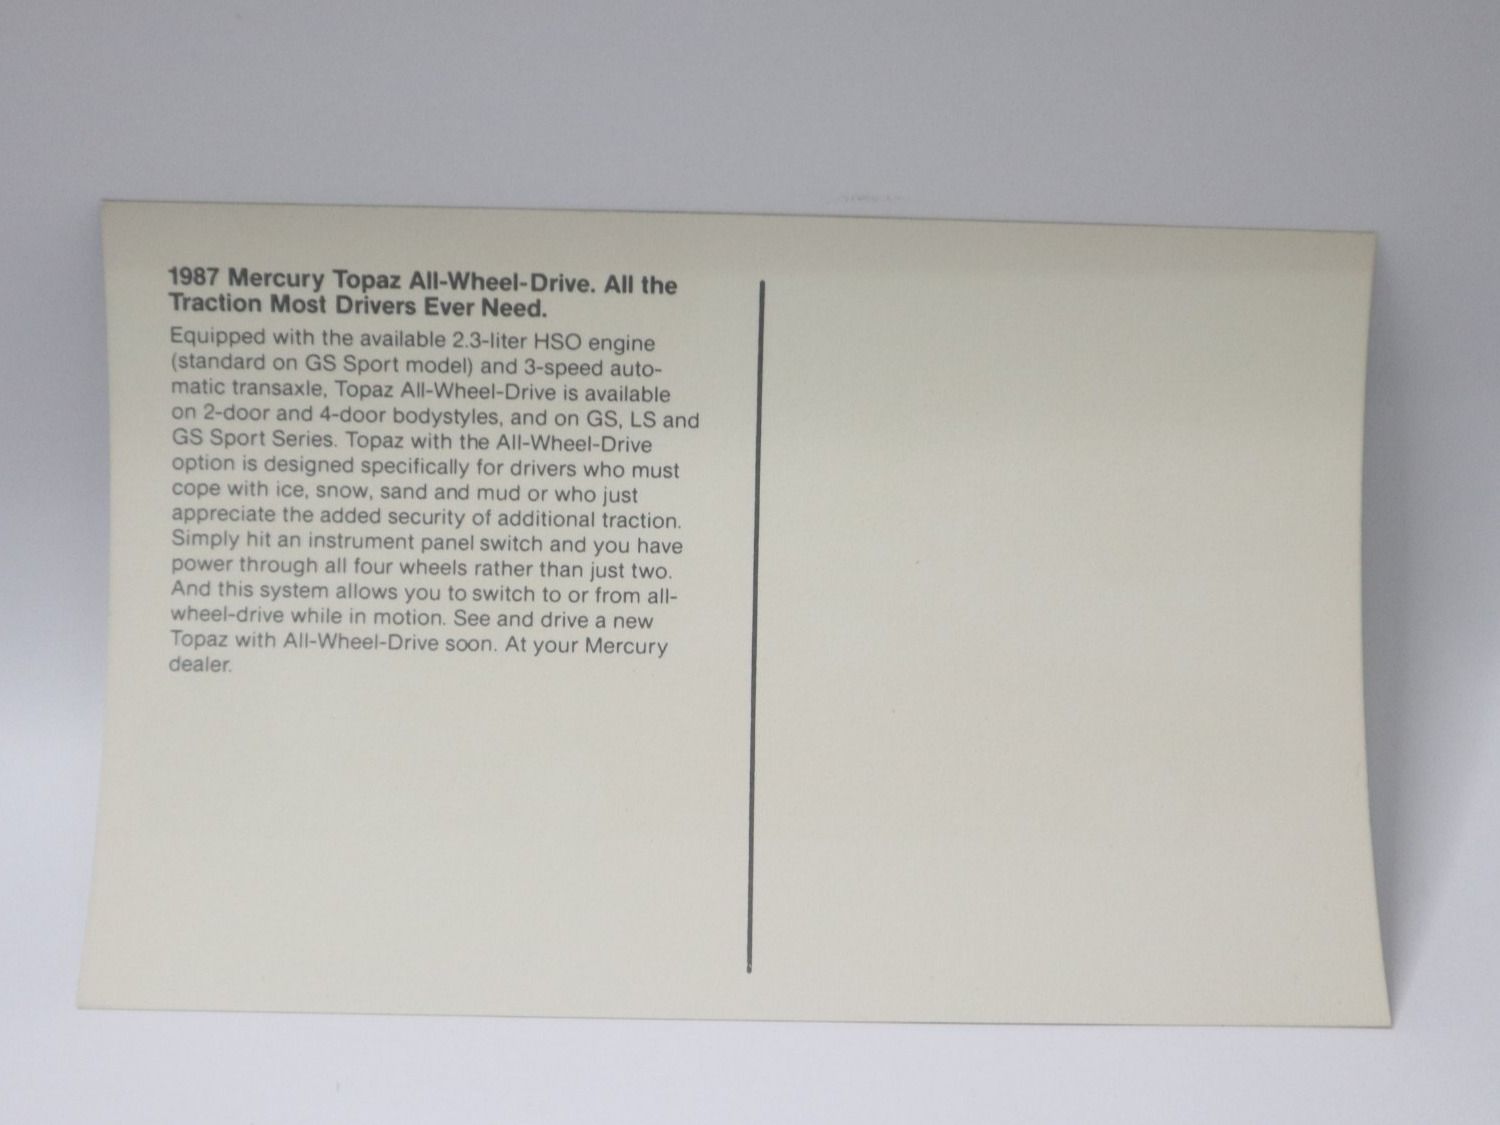 1987 Mercury Topaz All-Wheel-Drive. All the
Traction Most Drivers Ever Need.
Equipped with the available 2.3-liter HSO engine
(standard on GS Sport model) and 3-speed auto-
matic transaxle, Topaz All-Wheel-Drive is available
on 2-door and 4-door bodystyles, and on GS, LS and
GS Sport Series. Topaz with the All-Wheel-Drive
option is designed specifically for drivers who must
cope with ice, snow, sand and mud or who just
appreciate the added security of additional traction.
Simply hit an instrument panel switch and you have
power through all four wheels rather than just two.
And this system allows you to switch to or from all-
wheel-drive while in motion. See and drive a new
Topaz with All-Wheel-Drive soon. At your Mercury
dealer.